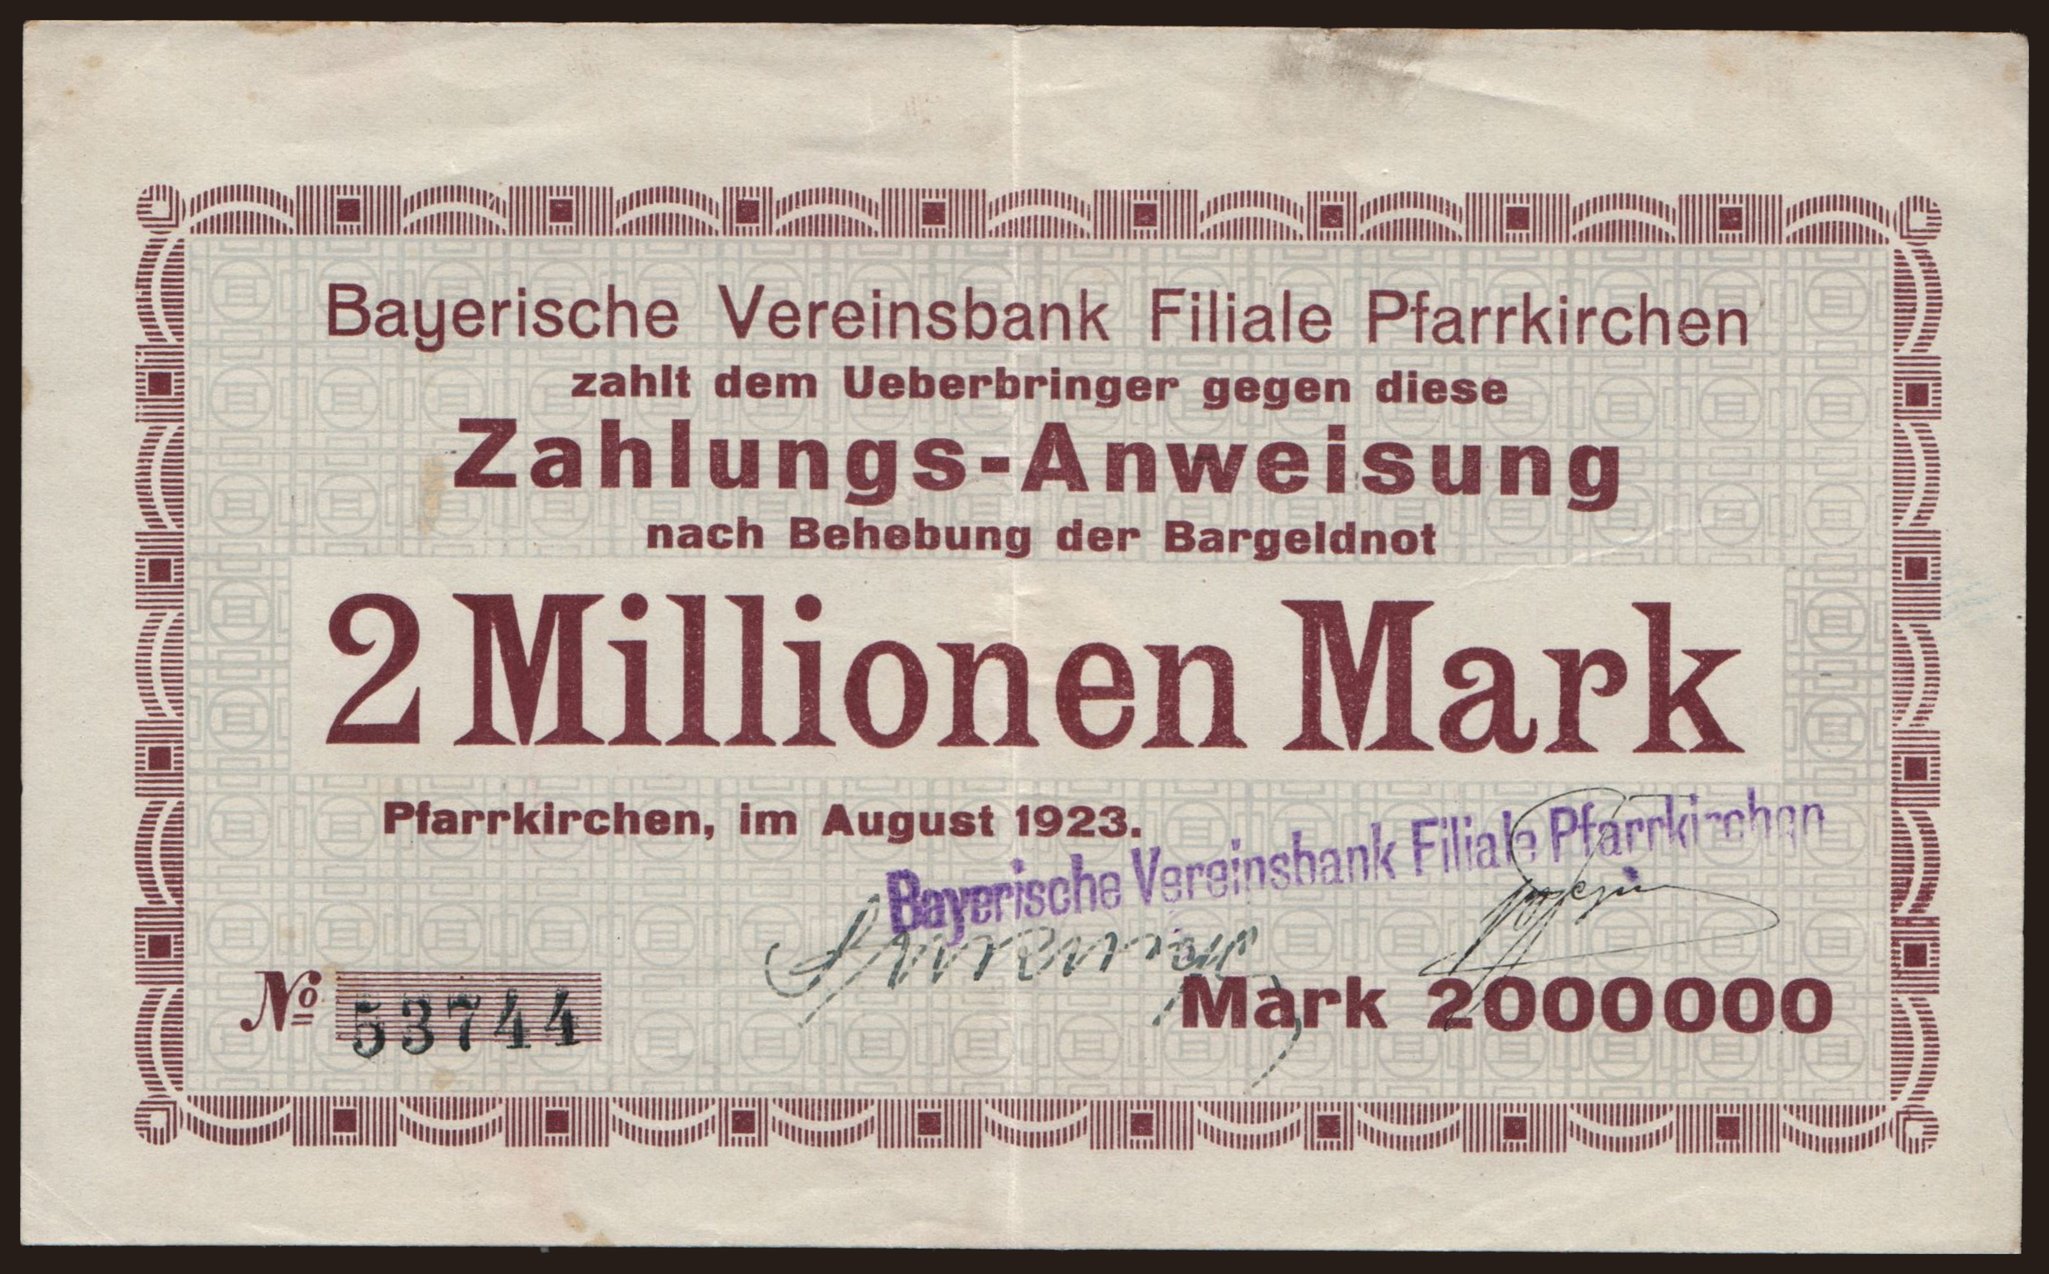 Bayerische Vereinsbank Filiale Pfarrkirchen
zahlt dem Ueberbringer gegen diese
Zahlungs-Anweisung
nach Behebung der Bargeldnot
2 Millionen Mark
Pfarrkirchen, im August 1923.
Bayerische Vereinsbank Filiale Pfarrkirchen
No 53744
Mark 2000000